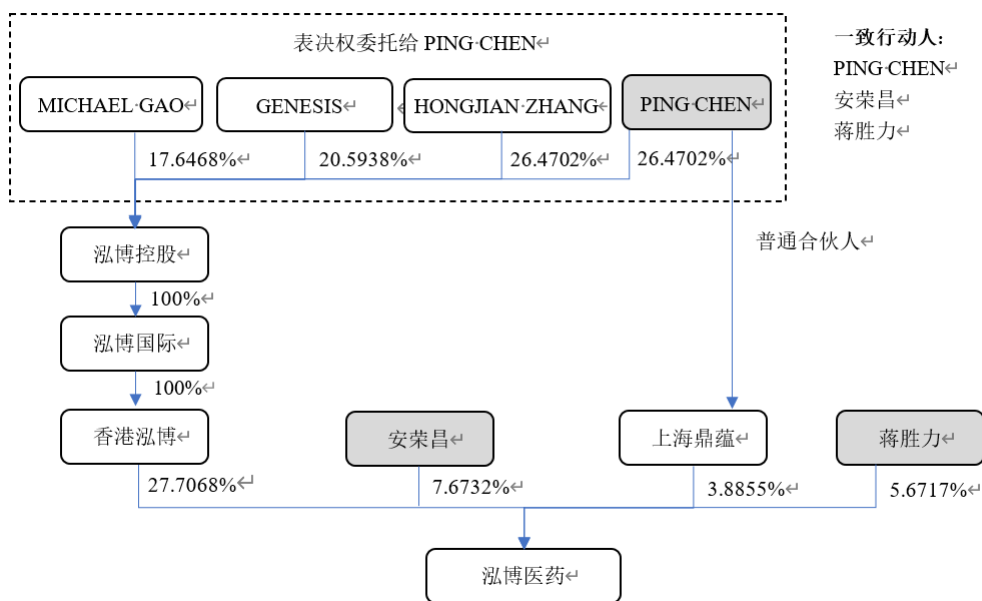 表决权委托给 PING·CHEN↵
一致行动人：
PING·CHEN↵
安荣昌↵
蒋胜力↵
MICHAEL·GAO↵
GENESIS↵
HONGJIAN·ZHANG↵
PING·CHEN↵
17.6468%↵
20.5938%↵
26.4702%↵
26.4702%↵
普通合伙人↵
泓博控股↵
100%↵
泓博国际↵
100%↵
香港泓博↵
安荣昌↵
上海鼎蕴↵
蒋胜力↵
27.7068%↵
7.6732%↵
3.8855%↵
5.6717%↵
泓博医药↵